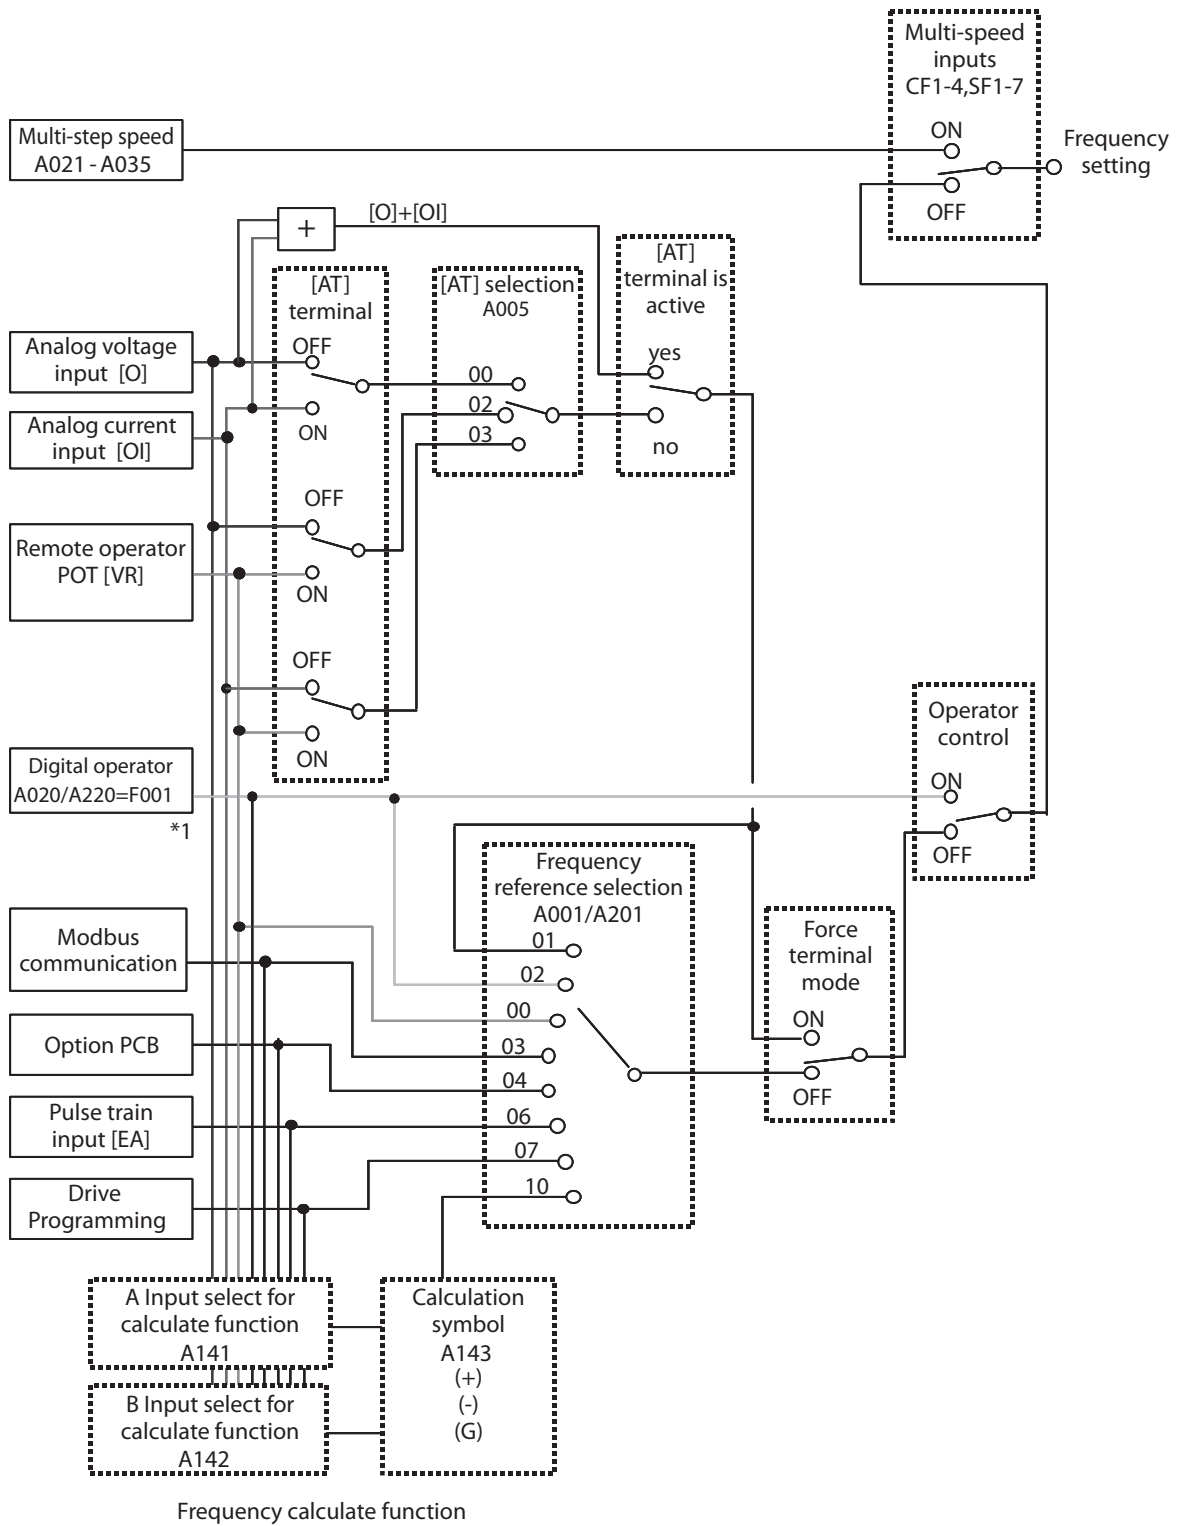 Multi-speed
inputs
CF1-4,SF1-7
ON
OFF
Frequency
setting
Multi-step speed
A021 - A035
+
[O]+[OI]
[AT]
terminal
OFF
ON
OFF
ON
OFF
ON
[AT] selection
A005
00
02
03
[AT]
terminal is
active
yes
no
Analog voltage
input [O]
Analog current
input [OI]
Remote operator
POT [VR]
Digital operator
A020/A220=F001
*1
Operator
control
ON
OFF
Frequency
reference selection
A001/A201
01
02
00
03
04
06
07
10
Force
terminal
mode
ON
OFF
Modbus
communication
Option PCB
Pulse train
input [EA]
Drive
Programming
A Input select for
calculate function
A141
B Input select for
calculate function
A142
Calculation
symbol
A143
(+)
(-)
(G)
Frequency calculate function